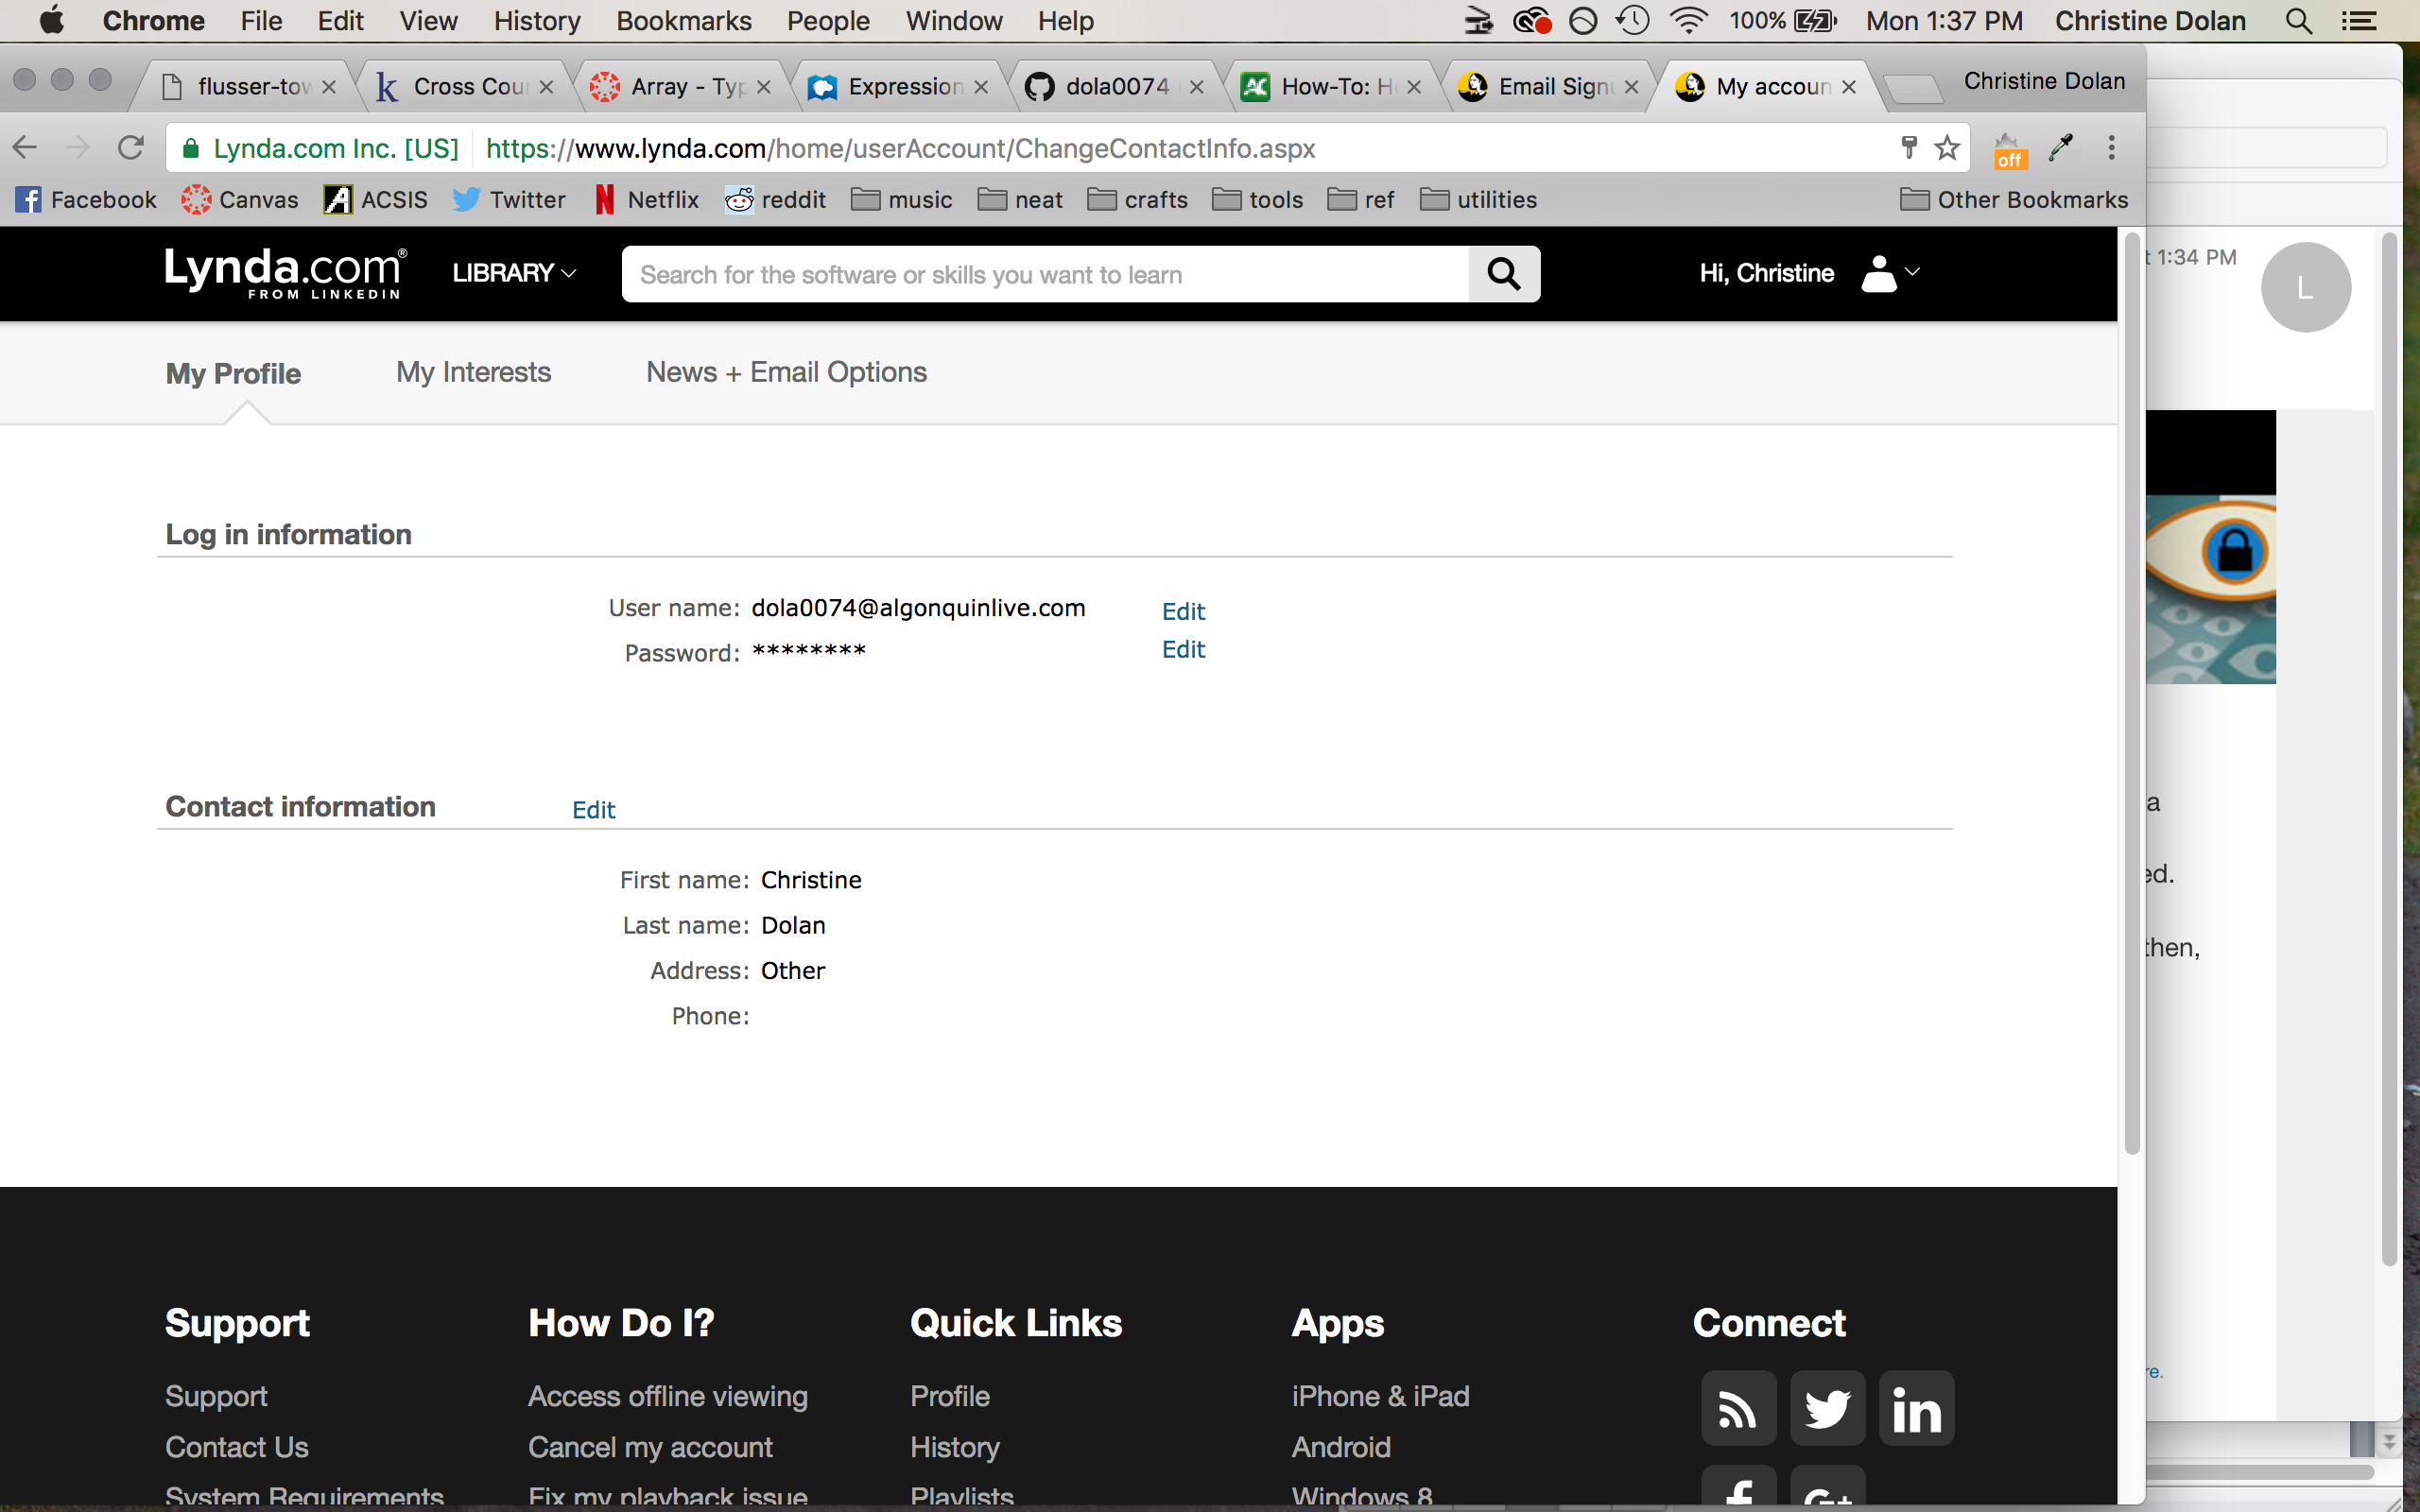 Chrome File Edit View History Bookmarks People Window Help 100% Mon 1:37 PM Christine Dolan
flusser-tow Cross Cour Array - Typ Expression dola0074 How-To: Ho Email Signu My accoun Christine Dolan
Lynda.com Inc. [US] https://www.lynda.com/home/userAccount/ChangeContactInfo.aspx off
Facebook Canvas ACSIS Twitter Netflix reddit music neat crafts tools ref utilities Other Bookmarks
Lynda.com® LIBRARY Search for the software or skills you want to learn Hi, Christine
FROM LINKEDIN
t 1:34 PM
L
My Profile My Interests News + Email Options
Log in information
User name: dola0074@algonquinlive.com Edit
Password: ******** Edit
Contact information Edit
a
First name: Christine
ed.
Last name: Dolan
then,
Address: Other
Phone:
Support How Do I? Quick Links Apps Connect
re.
Support Access offline viewing Profile iPhone & iPad
Contact Us Cancel my account History Android
System Requirements Fix my playback issue Playlists Windows 8